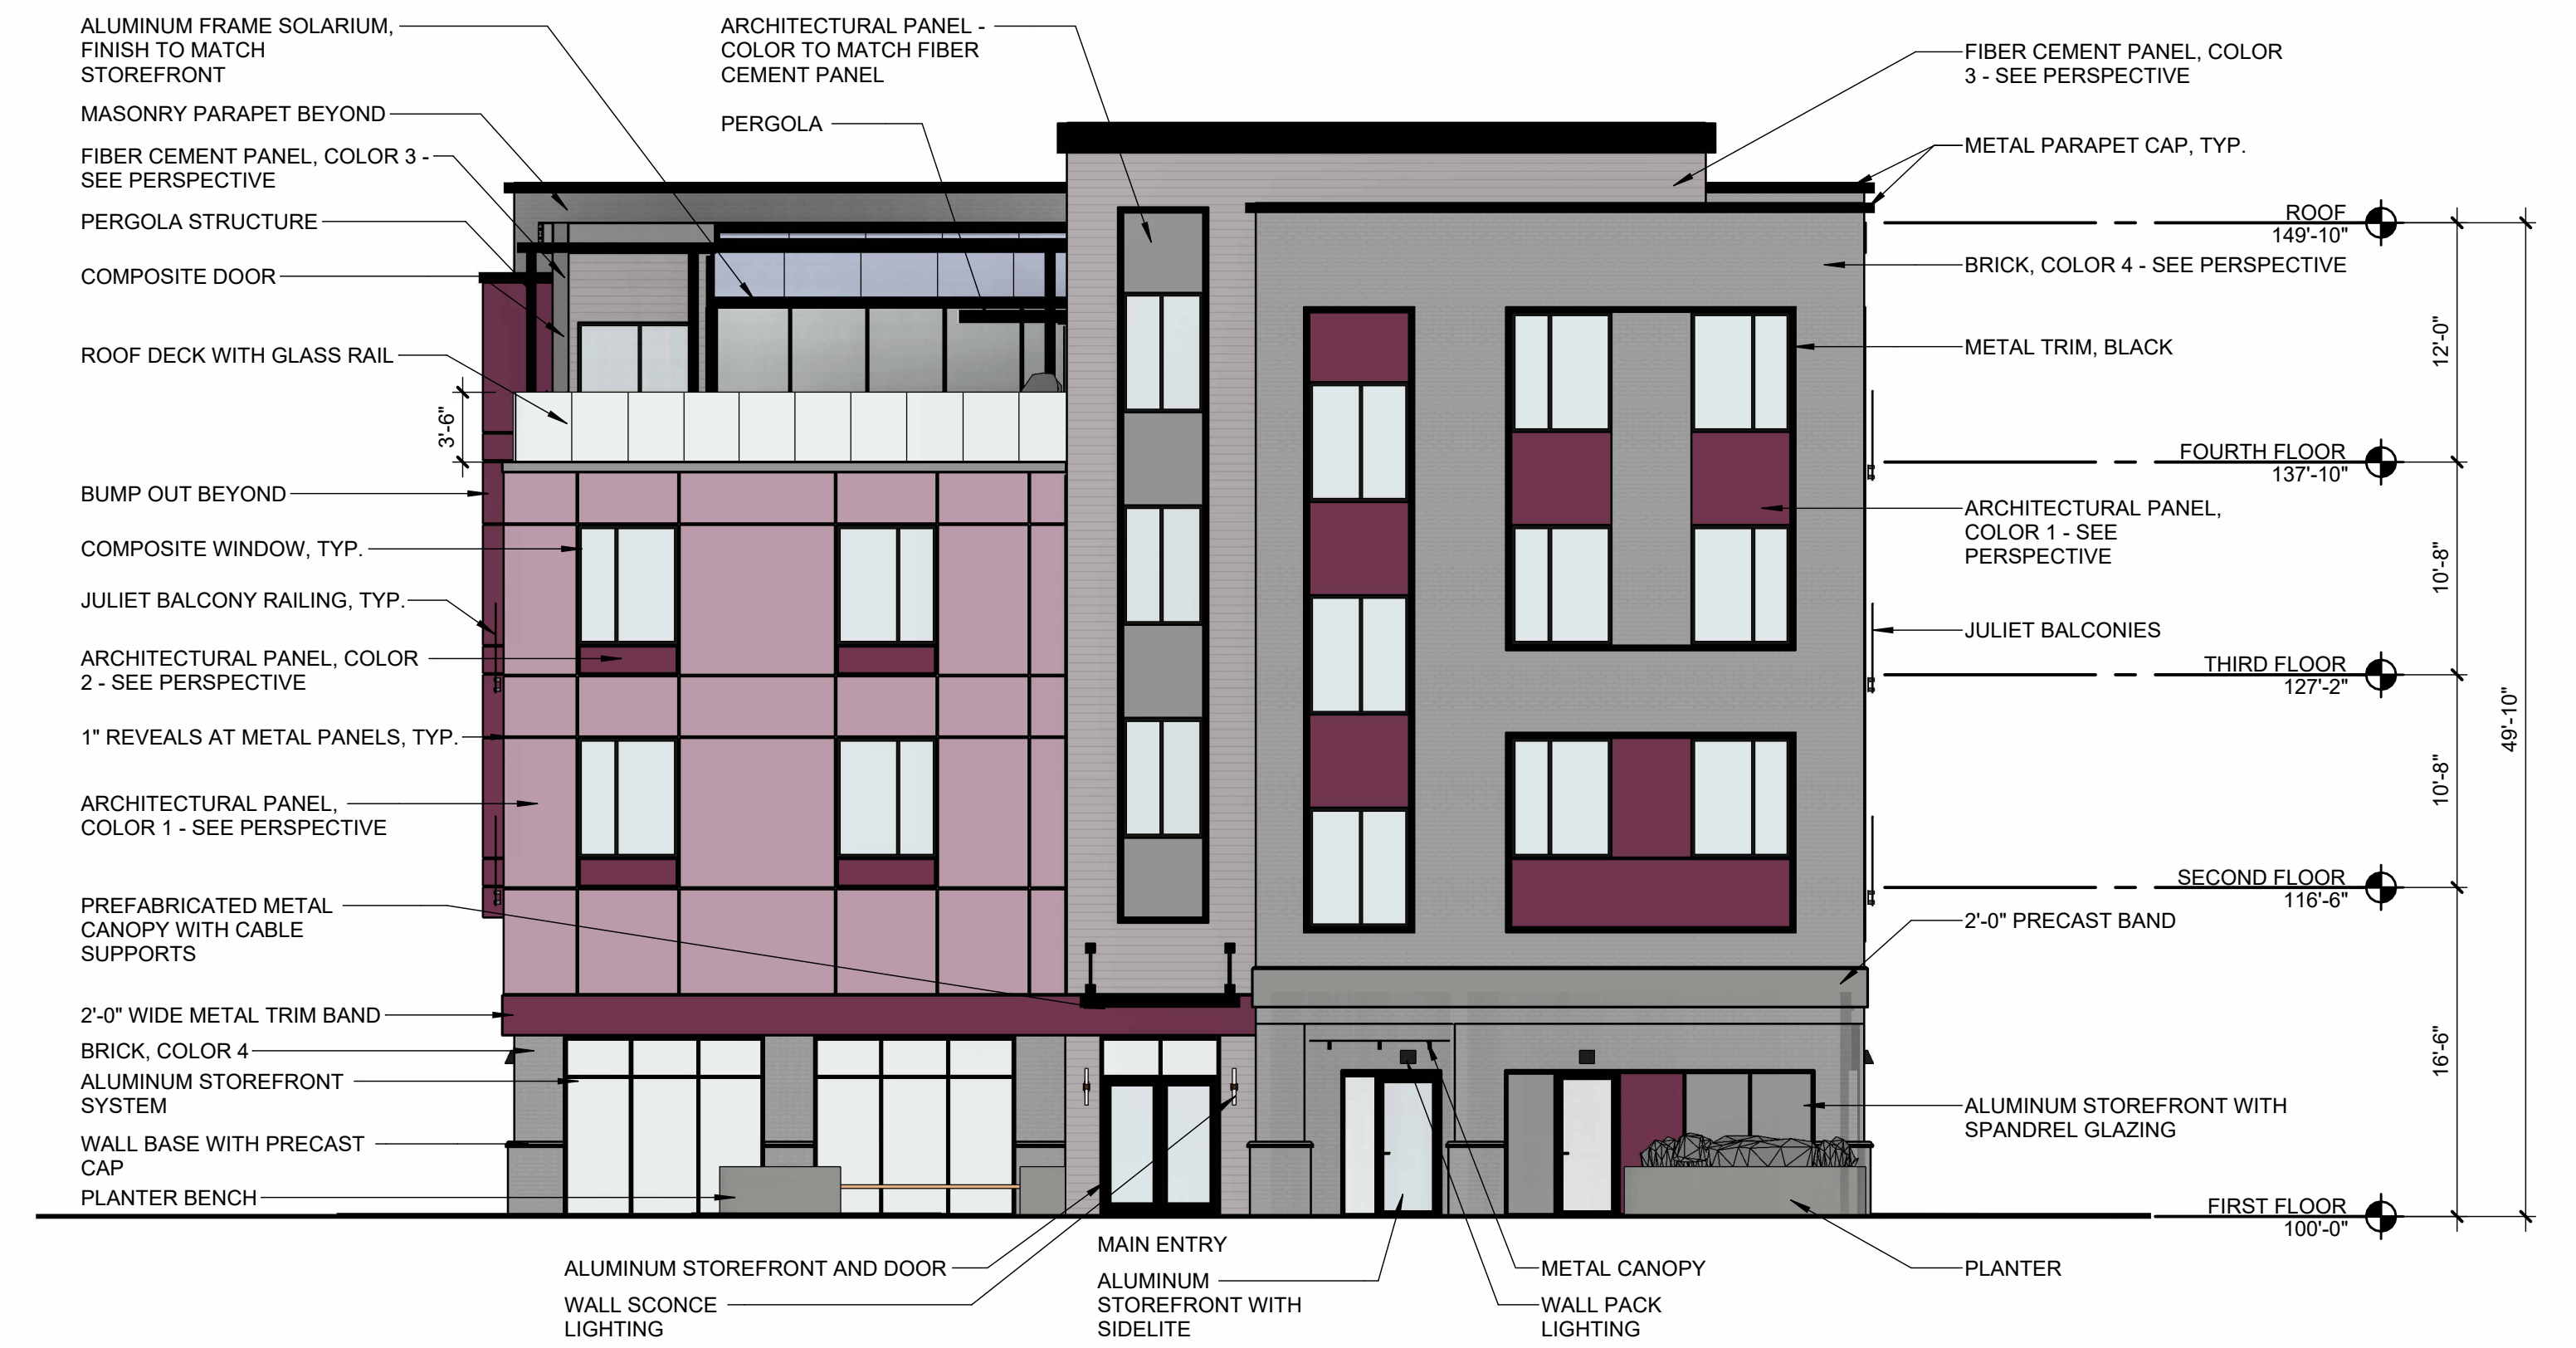 ALUMINUM FRAME SOLARIUM,
FINISH TO MATCH
STOREFRONT
MASONRY PARAPET BEYOND
FIBER CEMENT PANEL, COLOR 3 -
SEE PERSPECTIVE
PERGOLA STRUCTURE
COMPOSITE DOOR
ROOF DECK WITH GLASS RAIL
3'-6"
BUMP OUT BEYOND
COMPOSITE WINDOW, TYP.
JULIET BALCONY RAILING, TYP.
ARCHITECTURAL PANEL, COLOR
2 - SEE PERSPECTIVE
1" REVEALS AT METAL PANELS, TYP.
ARCHITECTURAL PANEL,
COLOR 1 - SEE PERSPECTIVE
PREFABRICATED METAL
CANOPY WITH CABLE
SUPPORTS
2'-0" WIDE METAL TRIM BAND
BRICK, COLOR 4
ALUMINUM STOREFRONT
SYSTEM
WALL BASE WITH PRECAST
CAP
PLANTER BENCH
ARCHITECTURAL PANEL -
COLOR TO MATCH FIBER
CEMENT PANEL
PERGOLA
ALUMINUM STOREFRONT AND DOOR
WALL SCONCE
LIGHTING
MAIN ENTRY
ALUMINUM
STOREFRONT WITH
SIDELITE
METAL CANOPY
WALL PACK
LIGHTING
FIBER CEMENT PANEL, COLOR
3 - SEE PERSPECTIVE
METAL PARAPET CAP, TYP.
BRICK, COLOR 4 - SEE PERSPECTIVE
METAL TRIM, BLACK
ARCHITECTURAL PANEL,
COLOR 1 - SEE
PERSPECTIVE
JULIET BALCONIES
2'-0" PRECAST BAND
ALUMINUM STOREFRONT WITH
SPANDREL GLAZING
PLANTER
ROOF
149'-10"
FOURTH FLOOR
137'-10"
THIRD FLOOR
127'-2"
SECOND FLOOR
116'-6"
FIRST FLOOR
100'-0"
12'-0"
10'-8"
10'-8"
16'-6"
49'-10"